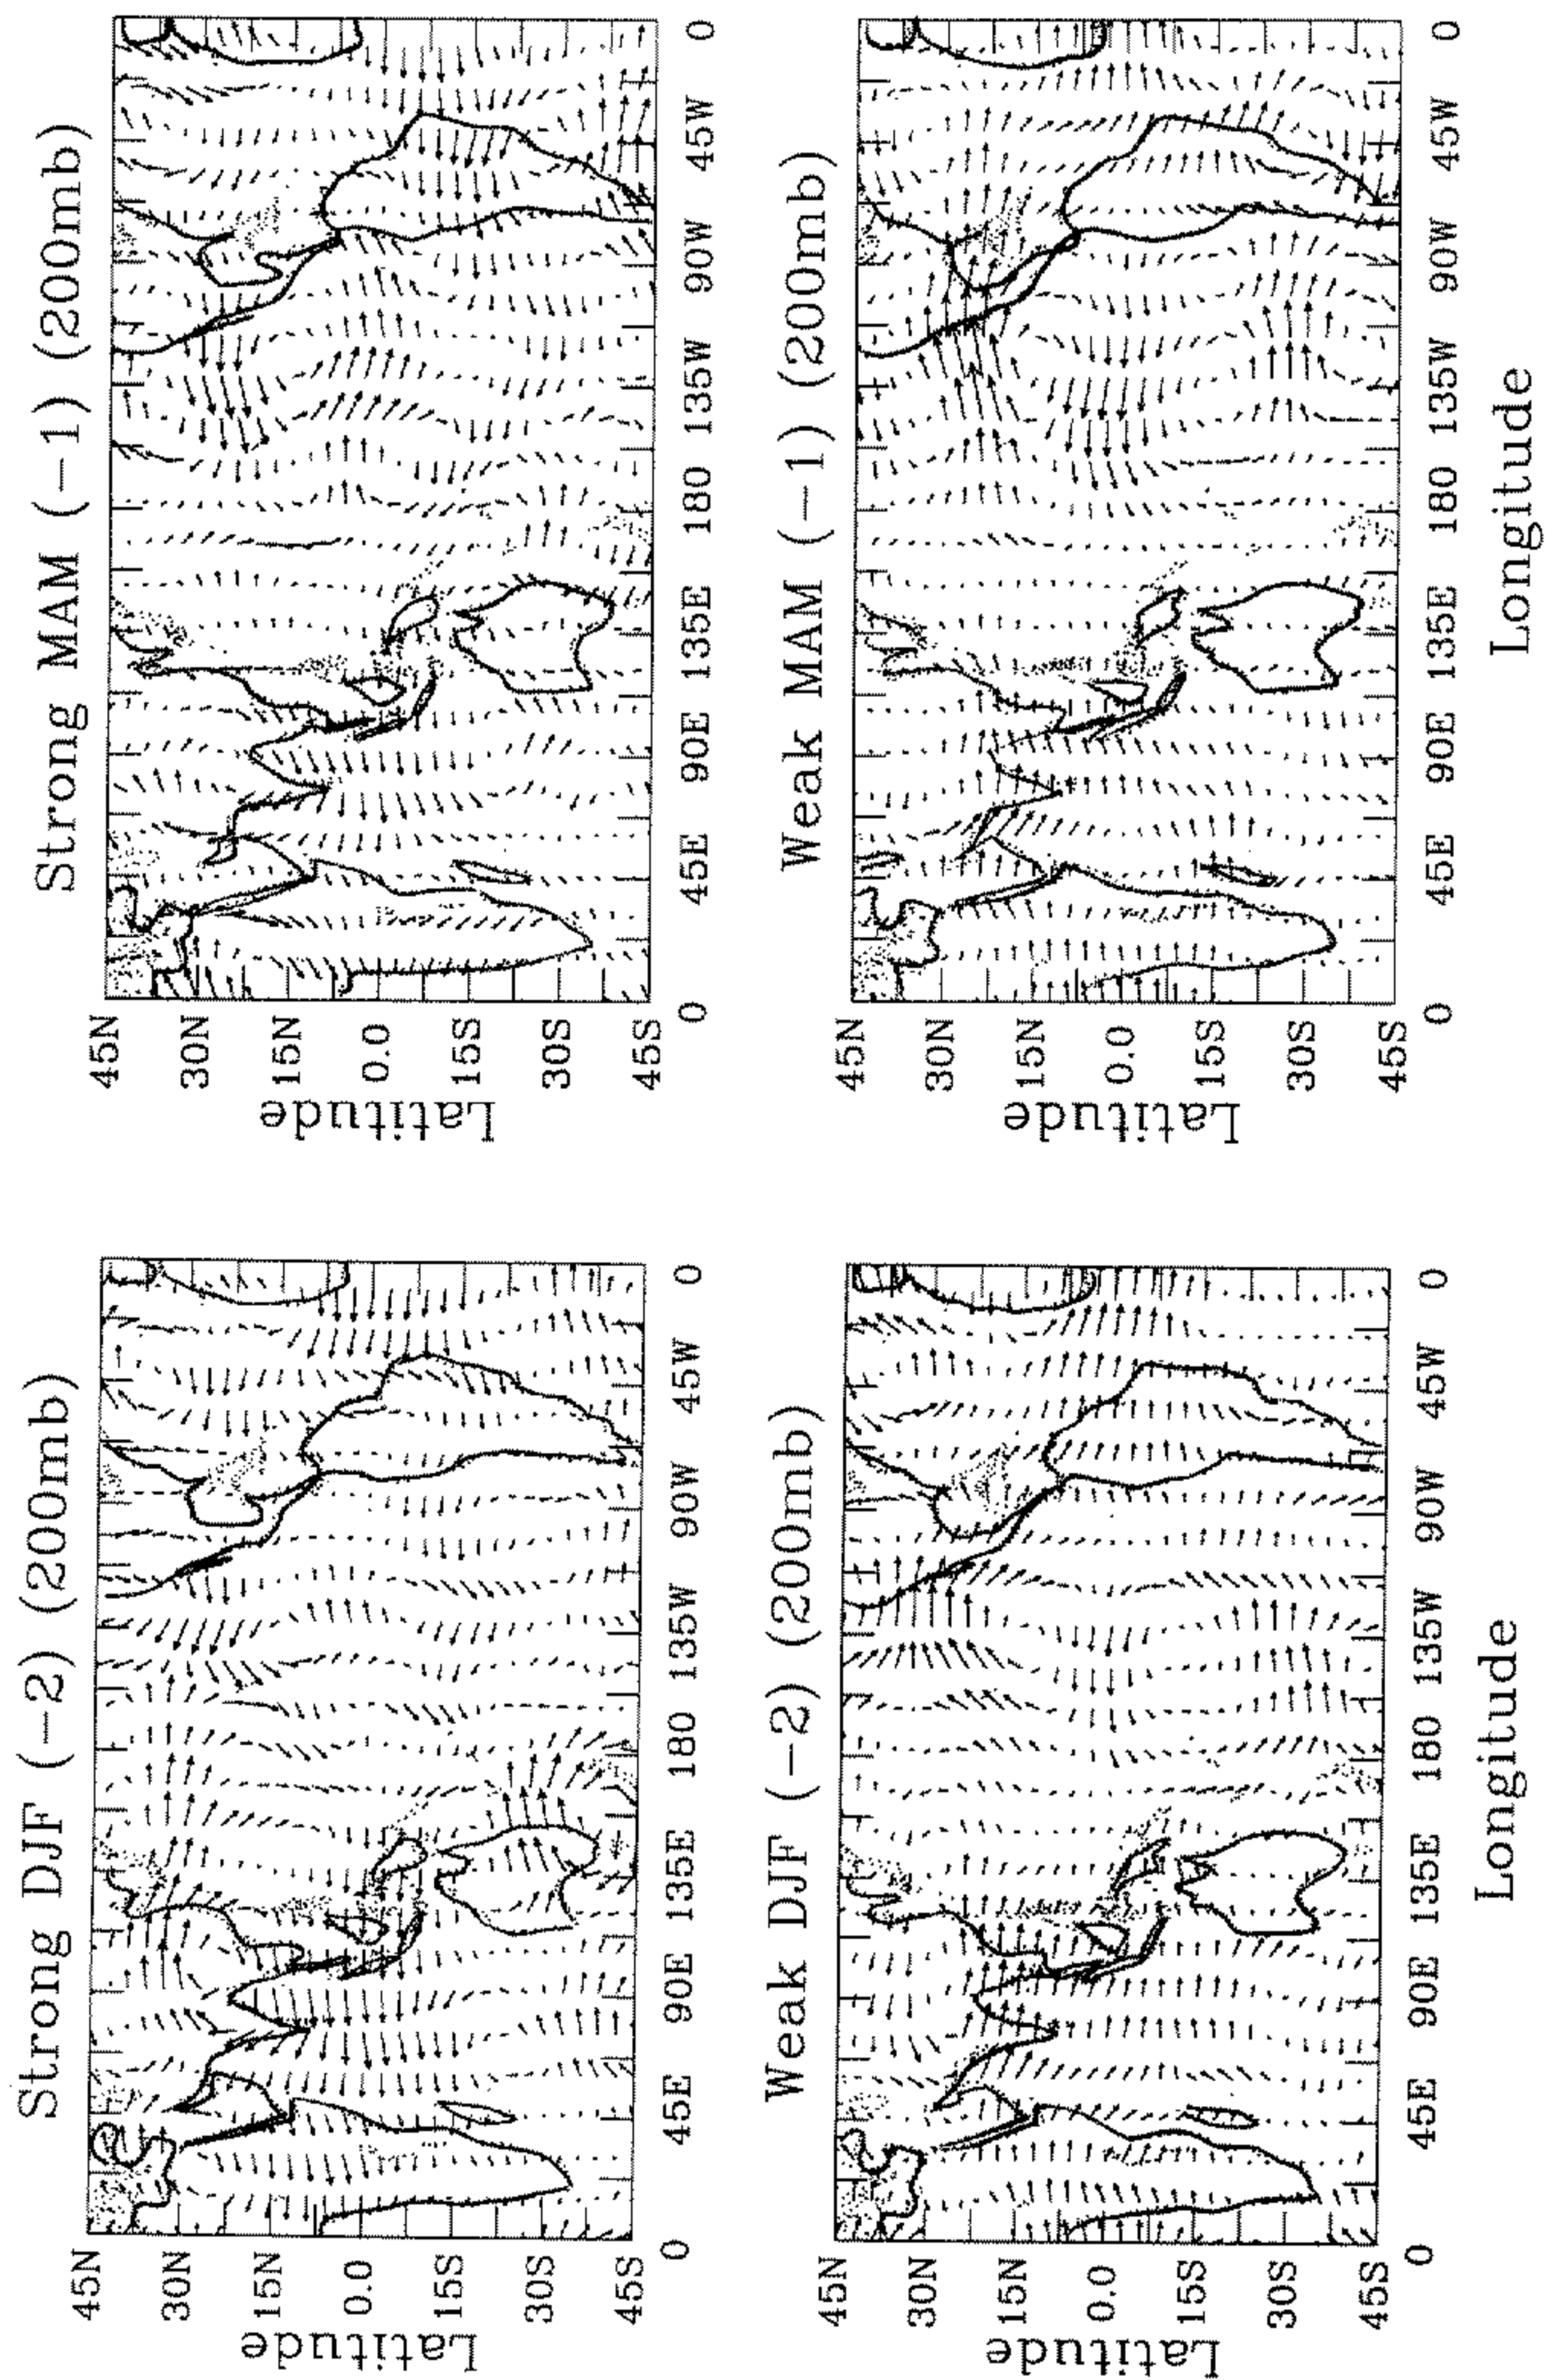 Strong DJF (−2) (200mb)
Latitude
45N
30N
15N
0.0
15S
30S
45S
0 45E 90E 135E 180 135W 90W 45W 0
Strong MAM (−1) (200mb)
Latitude
45N
30N
15N
0.0
15S
30S
45S
0 45E 90E 135E 180 135W 90W 45W 0
Weak DJF (−2) (200mb)
Latitude
45N
30N
15N
0.0
15S
30S
45S
0 45E 90E 135E 180 135W 90W 45W 0
Longitude
Weak MAM (−1) (200mb)
Latitude
45N
30N
15N
0.0
15S
30S
45S
0 45E 90E 135E 180 135W 90W 45W 0
Longitude